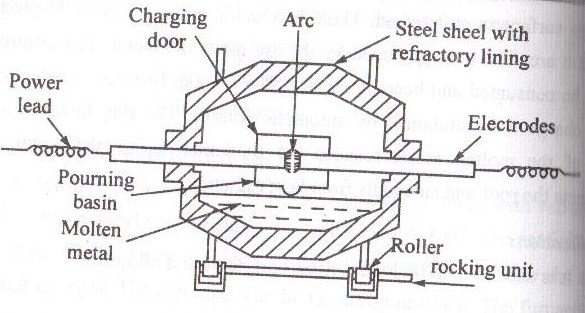 Charging
door
Arc
Steel sheel with
refractory lining
Power
lead
Electrodes
Pourning
basin
Molten
metal
Roller
rocking unit